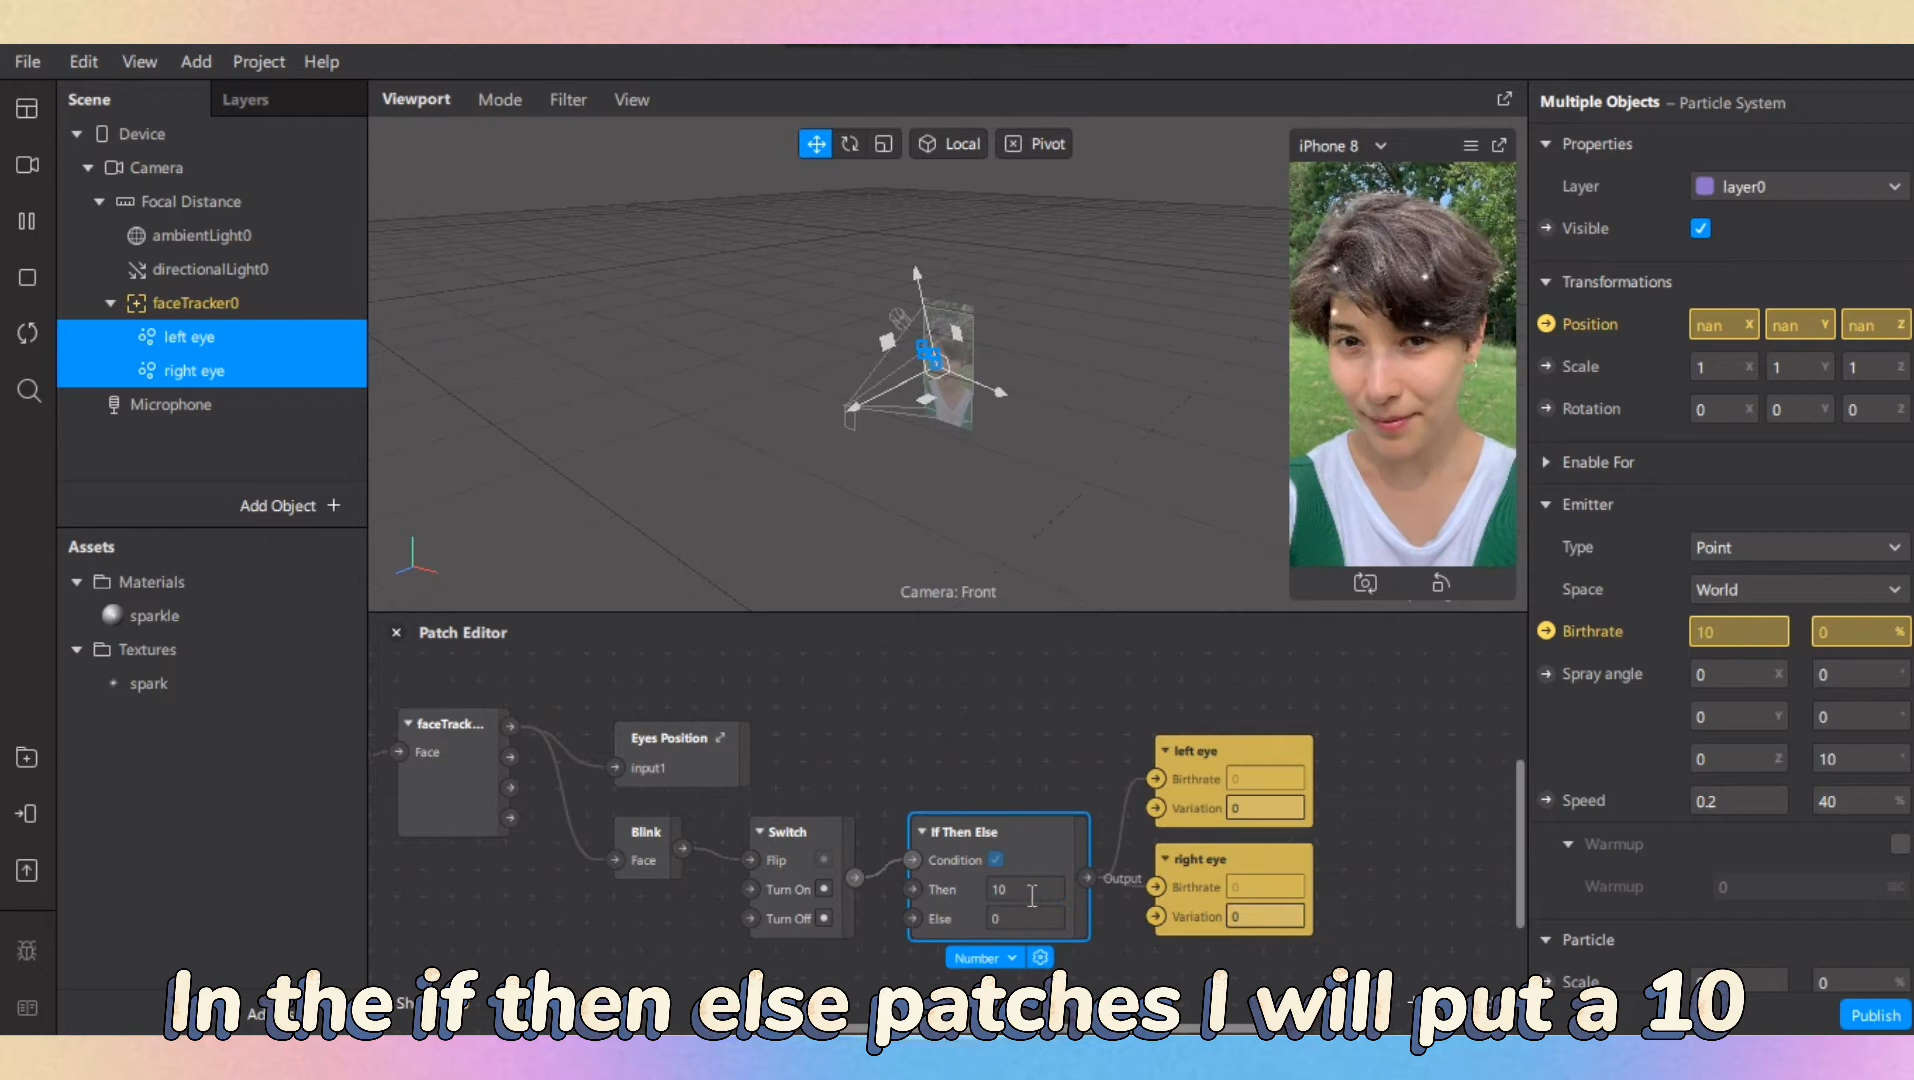 File Edit View Add Project Help
Scene Layers
Device
Camera
Focal Distance
ambientLight0
directionalLight0
faceTracker0
left eye
right eye
Microphone
Add Object +
Assets
Materials
sparkle
Textures
spark
Viewport Mode Filter View
Local Pivot
iPhone 8
Camera: Front
Patch Editor
faceTrack...
Face
Eyes Position
input1
Blink
Face
Switch
Flip
Turn On
Turn Off
If Then Else
Condition
Then 10
Else 0
Number
Output
left eye
Birthrate 0
Variation 0
right eye
Birthrate 0
Variation 0
Multiple Objects – Particle System
Properties
Layer layer0
Visible
Transformations
Position nan X nan Y nan Z
Scale 1 X 1 Y 1 Z
Rotation 0 X 0 Y 0 Z
Enable For
Emitter
Type Point
Space World
Birthrate 10 0 %
Spray angle 0 X 0 °
0 Y 0 °
0 Z 10 °
Speed 0.2 40 %
Warmup
Warmup 0 SEC
Particle
Scale 0
Publish
In the if then else patches I will put a 10